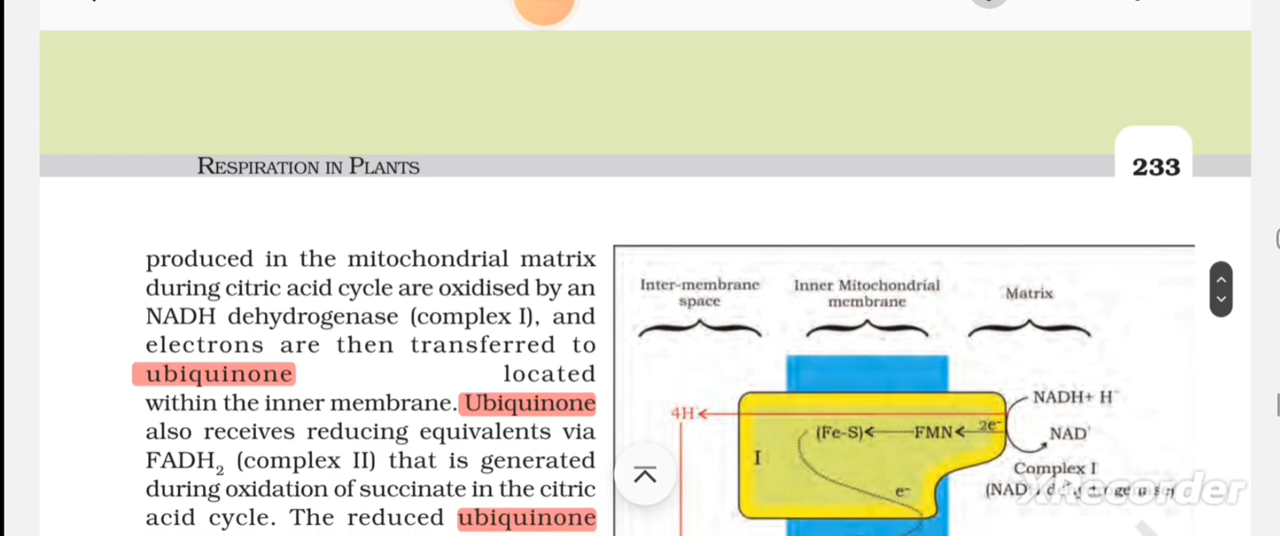 RESPIRATION IN PLANTS
233
produced in the mitochondrial matrix
during citric acid cycle are oxidised by an
NADH dehydrogenase (complex I), and
electrons are then transferred to
ubiquinone located
within the inner membrane. Ubiquinone
also receives reducing equivalents via
FADH₂ (complex II) that is generated
during oxidation of succinate in the citric
acid cycle. The reduced ubiquinone
Inter-membrane
space
Inner Mitochondrial
membrane
Matrix
4H
NADH+ H⁺
(Fe-S) FMN 2e⁻
NAD⁺
I
e⁻
Complex I
XRecorder